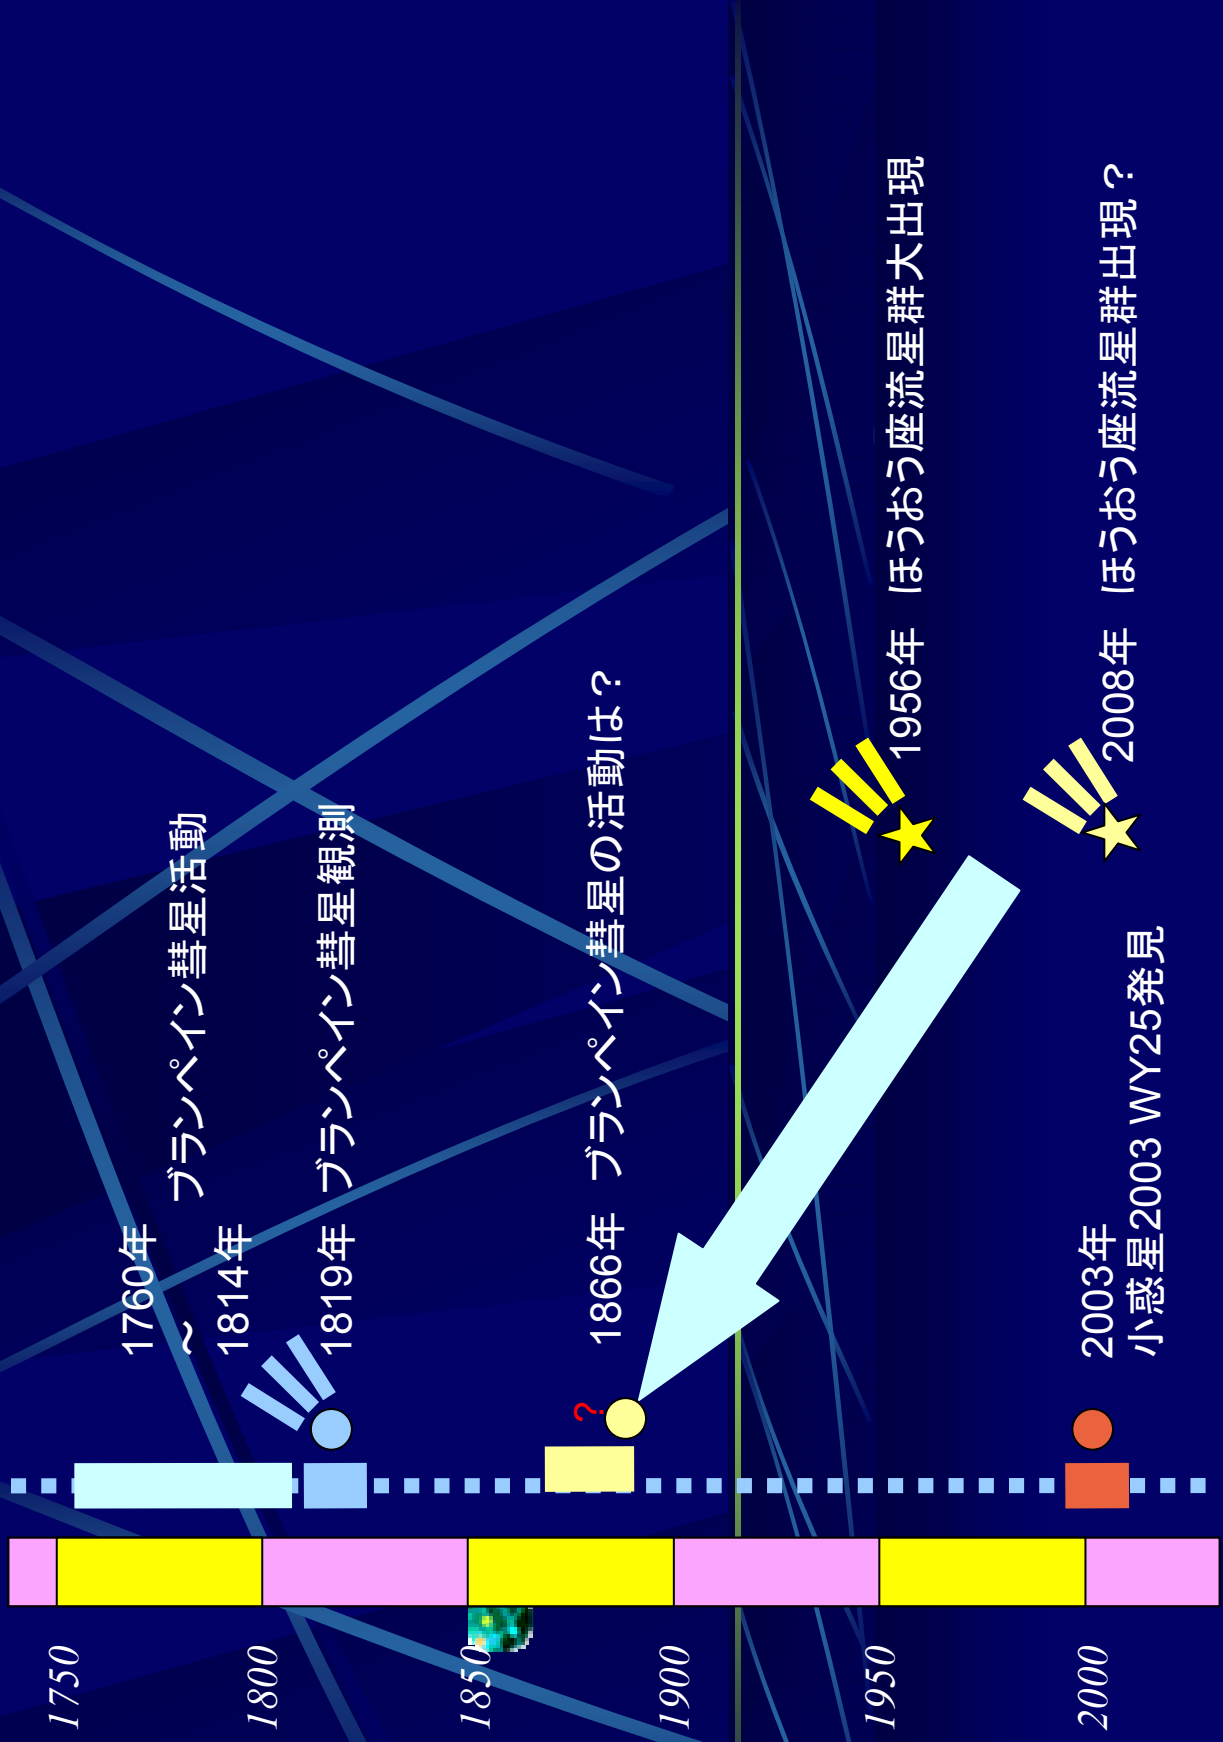 1750
1800
1850
1900
1950
2000
1760年
～
1814年
ブランペイン彗星活動
1819年 ブランペイン彗星観測
?
1866年 ブランペイン彗星の活動は？
1956年 ほうおう座流星群大出現
2003年
小惑星2003 WY25発見
2008年 ほうおう座流星群出現？